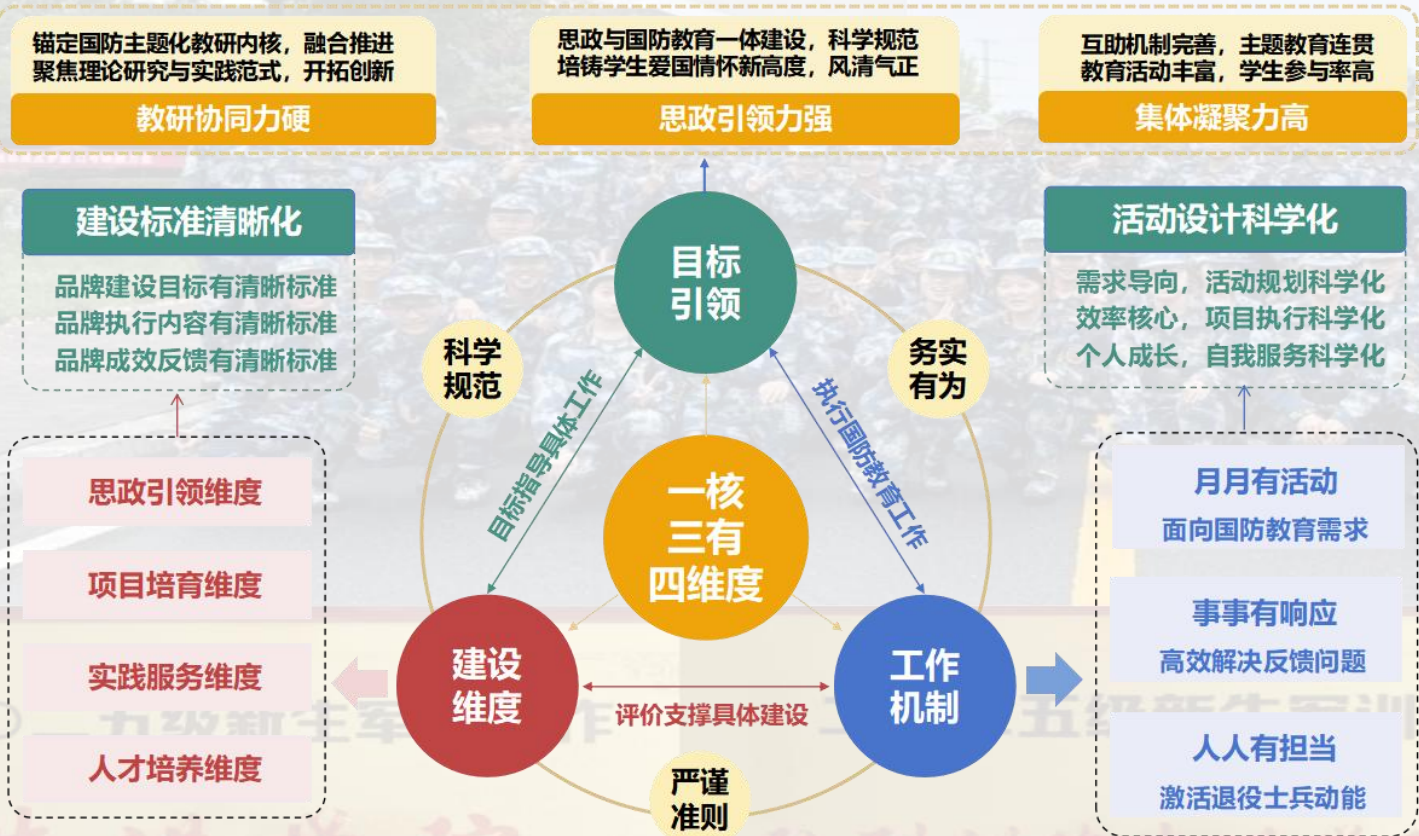 锚定国防主题化教研内核，融合推进
聚焦理论研究与实践范式，开拓创新
教研协同力硬
思政与国防教育一体建设，科学规范
培铸学生爱国情怀新高度，风清气正
思政引领力强
互助机制完善，主题教育连贯
教育活动丰富，学生参与率高
集体凝聚力高
建设标准清晰化
品牌建设目标有清晰标准
品牌执行内容有清晰标准
品牌成效反馈有清晰标准
思政引领维度
项目培育维度
实践服务维度
人才培养维度
目标
引领
科学
规范
务实
有为
目标指导具体工作
执行国防教育工作
一核
三有
四维度
建设
维度
评价支撑具体建设
工作
机制
严谨
准则
活动设计科学化
需求导向，活动规划科学化
效率核心，项目执行科学化
个人成长，自我服务科学化
月月有活动
面向国防教育需求
事事有响应
高效解决反馈问题
人人有担当
激活退役士兵动能
五级新生军
作
五级新生军训